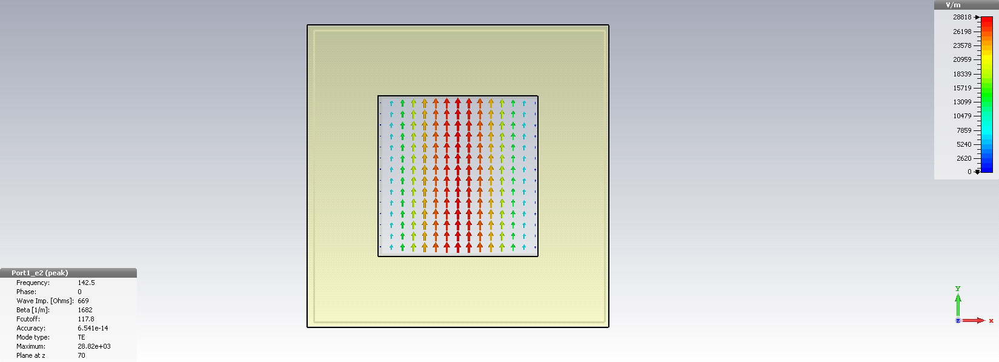 V/m
28818
26198
23578
20959
18339
15719
13099
10479
7859
5240
2620
0
Port1_e2 (peak)
Frequency: 142.5
Phase: 0
Wave Imp. [Ohms]: 669
Beta [1/m]: 1682
Fcutoff: 117.8
Accuracy: 6.541e-14
Mode type: TE
Maximum: 28.82e+03
Plane at z 70
y
z x